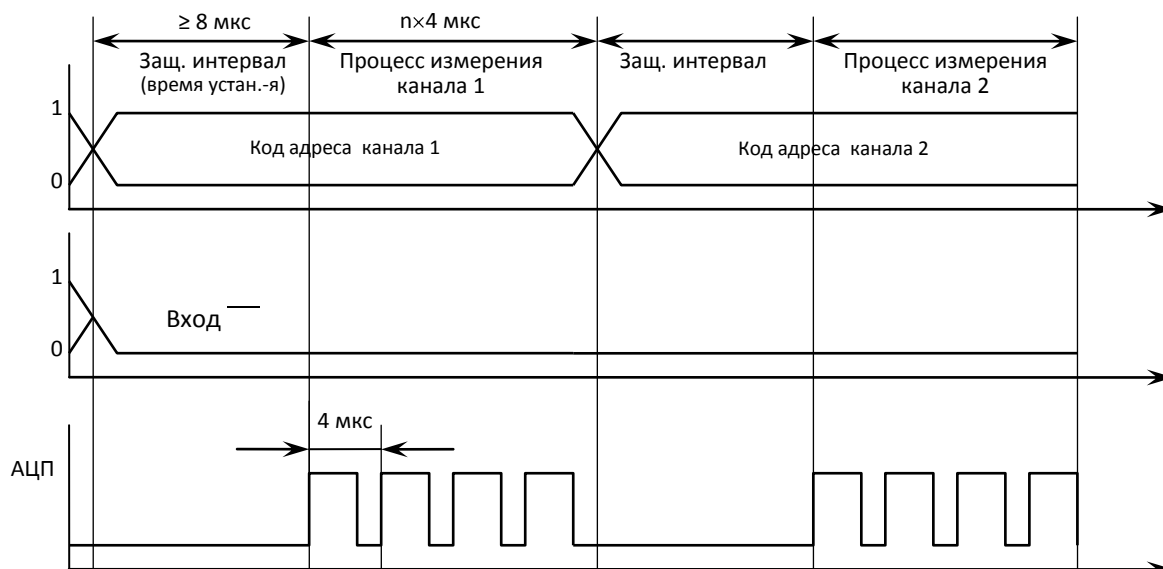 ≥ 8 мкс
n×4 мкс
Защ. интервал
(время устан.-я)
Процесс измерения
канала 1
Защ. интервал
Процесс измерения
канала 2
1
Код адреса канала 1
Код адреса канала 2
0
1
Вход
0
4 мкс
АЦП